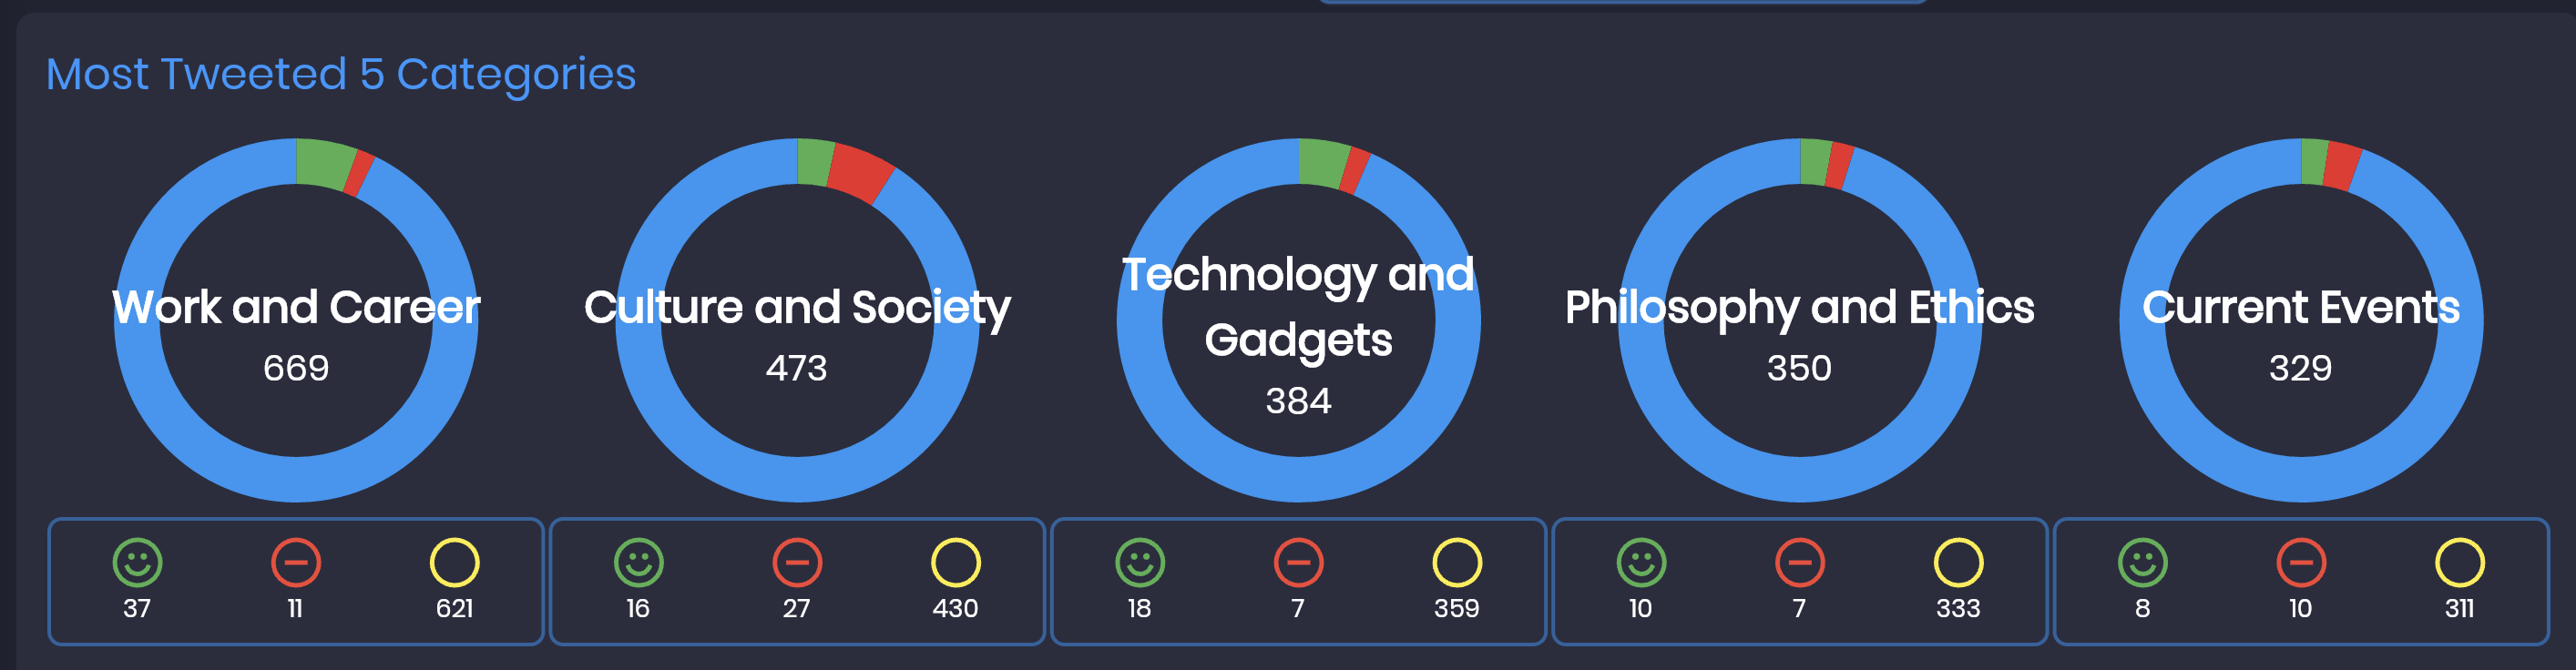 Most Tweeted 5 Categories
Work and Career
669
Culture and Society
473
Technology and
Gadgets
384
Philosophy and Ethics
350
Current Events
329
37 11 621
16 27 430
18 7 359
10 7 333
8 10 311